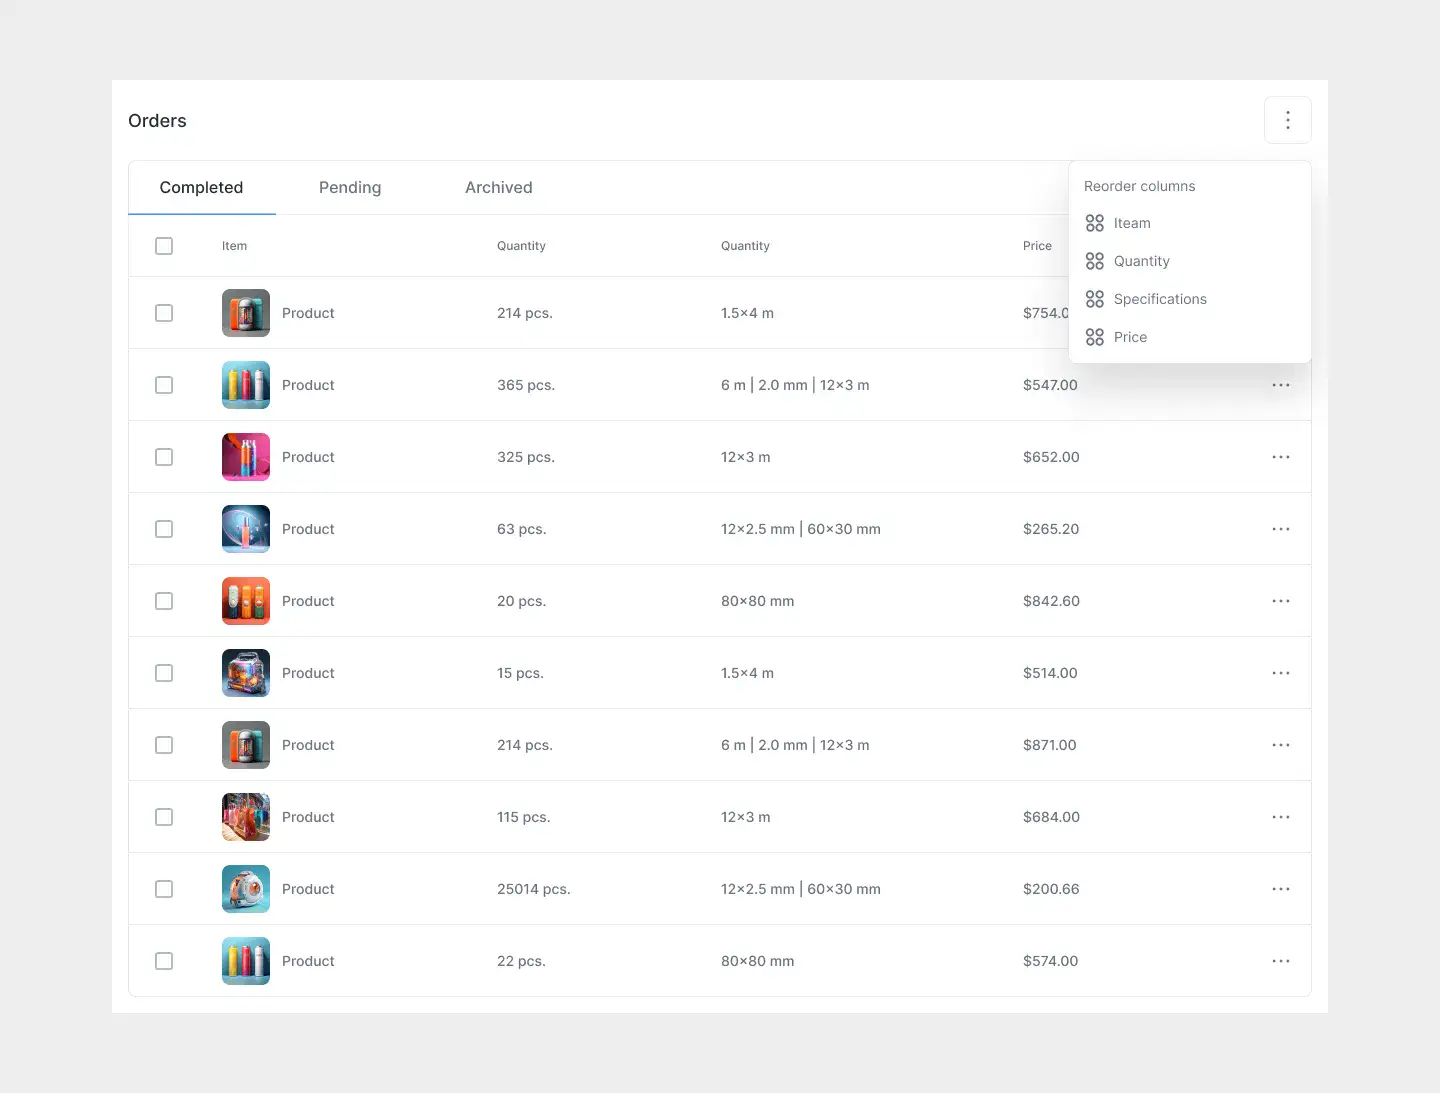 Orders
Completed Pending Archived
Reorder columns
Iteam
Quantity
Specifications
Price
Item Quantity Quantity Price
Product 214 pcs. 1.5×4 m $754.0
Product 365 pcs. 6 m | 2.0 mm | 12×3 m $547.00
Product 325 pcs. 12×3 m $652.00
Product 63 pcs. 12×2.5 mm | 60×30 mm $265.20
Product 20 pcs. 80×80 mm $842.60
Product 15 pcs. 1.5×4 m $514.00
Product 214 pcs. 6 m | 2.0 mm | 12×3 m $871.00
Product 115 pcs. 12×3 m $684.00
Product 25014 pcs. 12×2.5 mm | 60×30 mm $200.66
Product 22 pcs. 80×80 mm $574.00